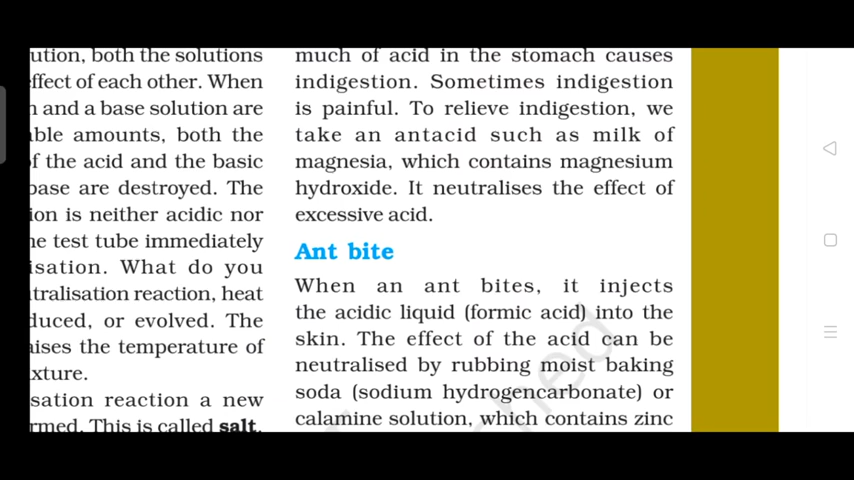 ution, both the solutions
ffect of each other. When
and a base solution are
able amounts, both the
of the acid and the basic
base are destroyed. The
ion is neither acidic nor
he test tube immediately
isation. What do you
tralisation reaction, heat
duced, or evolved. The
aises the temperature of
ixture.
sation reaction a new
rmed. This is called salt.
much of acid in the stomach causes
indigestion. Sometimes indigestion
is painful. To relieve indigestion, we
take an antacid such as milk of
magnesia, which contains magnesium
hydroxide. It neutralises the effect of
excessive acid.
Ant bite
When an ant bites, it injects
the acidic liquid (formic acid) into the
skin. The effect of the acid can be
neutralised by rubbing moist baking
soda (sodium hydrogencarbonate) or
calamine solution, which contains zinc